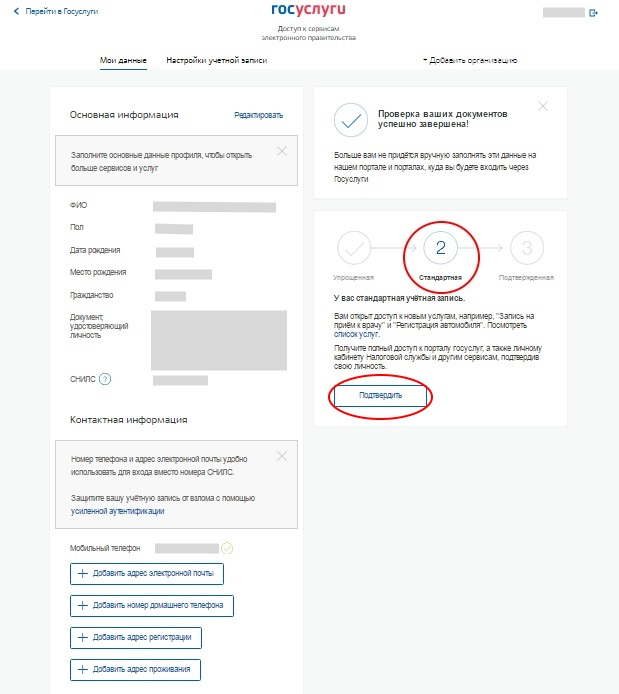 Перейти в Госуслуги
госуслуги
Доступ к сервисам
электронного правительства
Мои данные
Настройки учетной записи
+ Добавить организацию
Основная информация
Редактировать
Заполните основные данные профиля, чтобы открыть
больше сервисов и услуг
ФИО
Пол
Дата рождения
Место рождения
Гражданство
Документ,
удостоверяющий
личность
СНИЛС ?
Контактная информация
Номер телефона и адрес электронной почты удобно
использовать для входа вместо номера СНИЛС.
Защитите вашу учётную запись от взлома с помощью
усиленной аутентификации
Мобильный телефон
+ Добавить адрес электронной почты
+ Добавить номер домашнего телефона
+ Добавить адрес регистрации
+ Добавить адрес проживания
Проверка ваших документов
успешно завершена!
Больше вам не придётся вручную заполнять эти данные на
нашем портале и порталах, куда вы будете входить через
Госуслуги
2
3
Упрощенная
Стандартная
Подтвержденная
У вас стандартная учётная запись.
Вам открыт доступ к новым услугам, например, "Запись на
приём к врачу" и "Регистрация автомобиля". Посмотреть
список услуг.
Получите полный доступ к порталу госуслуг, а также личному
кабинету Налоговой службы и другим сервисам, подтвердив
свою личность.
Подтвердить